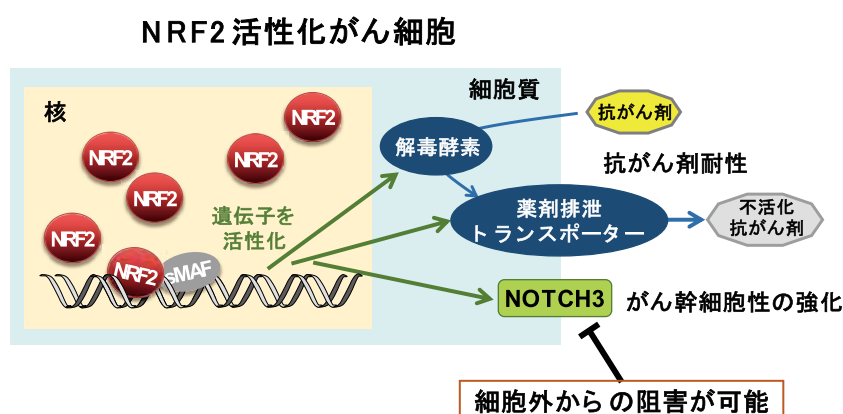 NRF2活性化がん細胞
核
細胞質
NRF2
NRF2
NRF2
NRF2
NRF2
NRF2
sMAF
遺伝子を
活性化
解毒酵素
抗がん剤
抗がん剤耐性
薬剤排泄
トランスポーター
不活化
抗がん剤
NOTCH3
がん幹細胞性の強化
細胞外からの阻害が可能